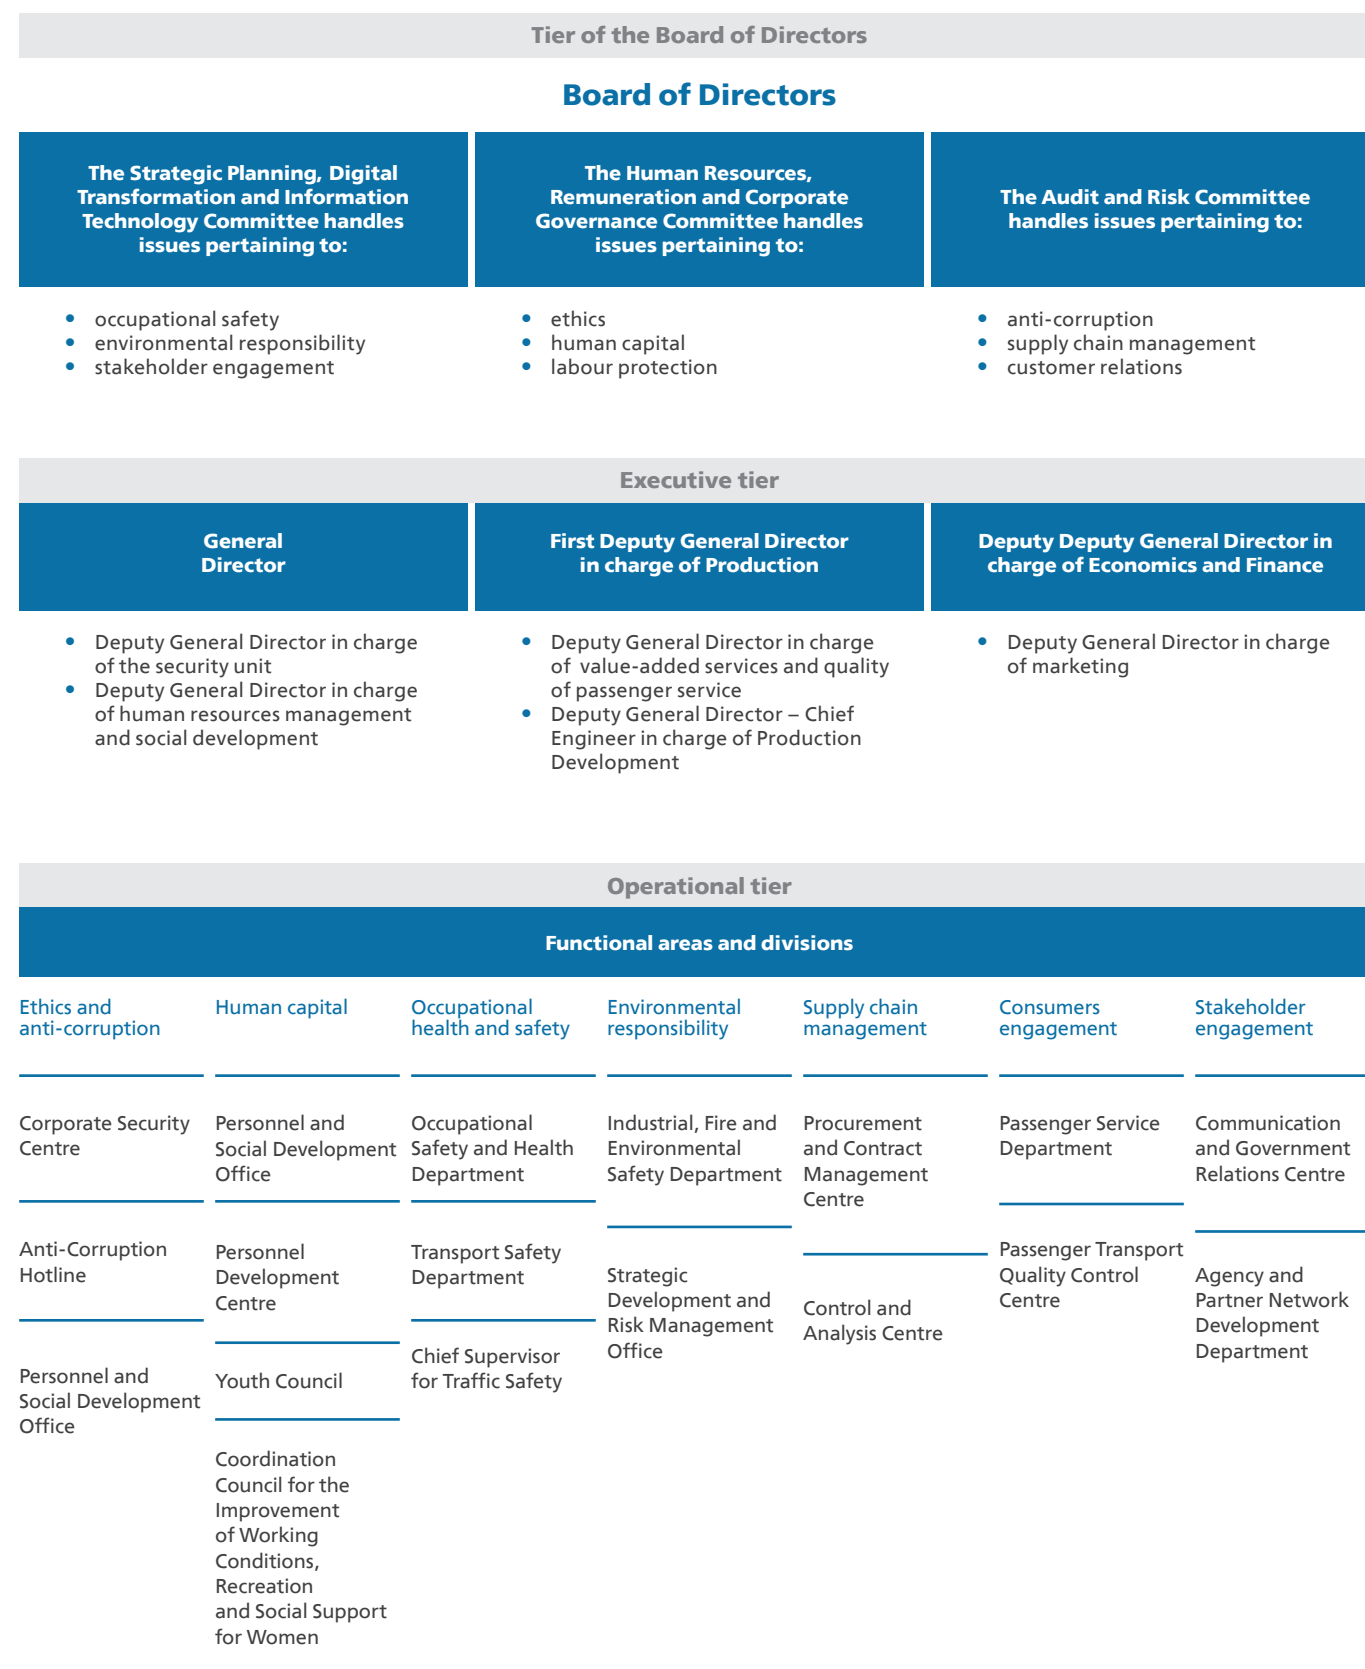 Tier of the Board of Directors
Board of Directors
The Strategic Planning, Digital
Transformation and Information
Technology Committee handles
issues pertaining to:
• occupational safety
• environmental responsibility
• stakeholder engagement
The Human Resources,
Remuneration and Corporate
Governance Committee handles
issues pertaining to:
• ethics
• human capital
• labour protection
The Audit and Risk Committee
handles issues pertaining to:
• anti-corruption
• supply chain management
• customer relations
Executive tier
General
Director
• Deputy General Director in charge
of the security unit
• Deputy General Director in charge
of human resources management
and social development
First Deputy General Director
in charge of Production
• Deputy General Director in charge
of value-added services and quality
of passenger service
• Deputy General Director – Chief
Engineer in charge of Production
Development
Deputy Deputy General Director in
charge of Economics and Finance
• Deputy General Director in charge
of marketing
Operational tier
Functional areas and divisions
Ethics and
anti-corruption
Corporate Security
Centre
Anti-Corruption
Hotline
Personnel and
Social Development
Office
Human capital
Personnel and
Social Development
Office
Personnel
Development
Centre
Youth Council
Coordination
Council for the
Improvement
of Working
Conditions,
Recreation
and Social Support
for Women
Occupational
health and safety
Occupational
Safety and Health
Department
Transport Safety
Department
Chief Supervisor
for Traffic Safety
Environmental
responsibility
Industrial, Fire and
Environmental
Safety Department
Strategic
Development and
Risk Management
Office
Supply chain
management
Procurement
and Contract
Management
Centre
Control and
Analysis Centre
Consumers
engagement
Passenger Service
Department
Passenger Transport
Quality Control
Centre
Stakeholder
engagement
Communication
and Government
Relations Centre
Agency and
Partner Network
Development
Department